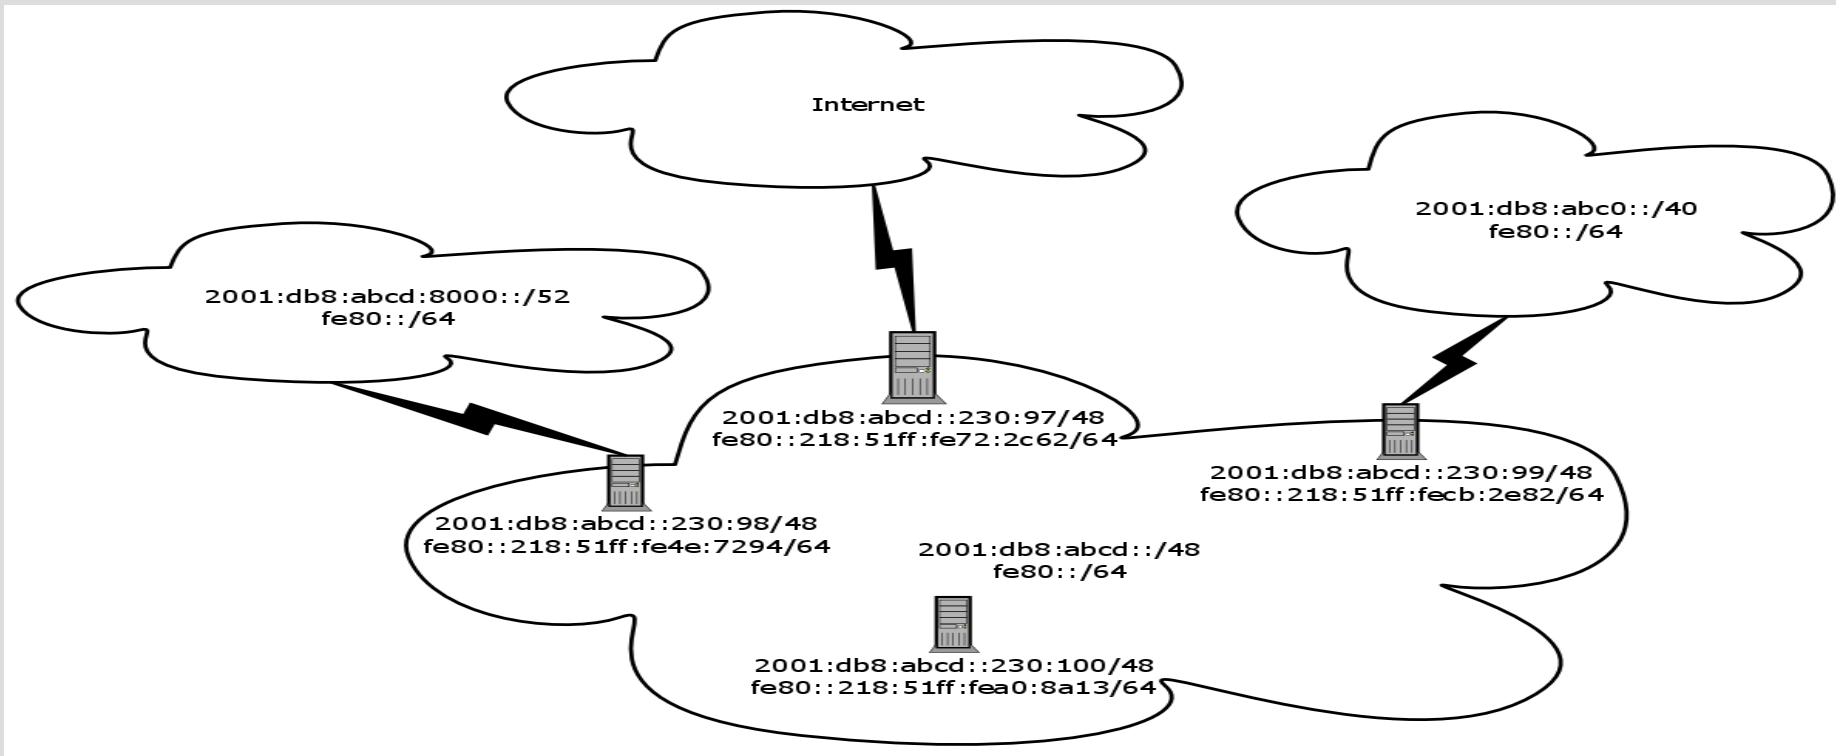 Internet
2001:db8:abc0::/40
fe80::/64
2001:db8:abcd:8000::/52
fe80::/64
2001:db8:abcd::230:97/48
fe80::218:51ff:fe72:2c62/64
2001:db8:abcd::230:99/48
fe80::218:51ff:fecb:2e82/64
2001:db8:abcd::230:98/48
fe80::218:51ff:fe4e:7294/64
2001:db8:abcd::/48
fe80::/64
2001:db8:abcd::230:100/48
fe80::218:51ff:fea0:8a13/64